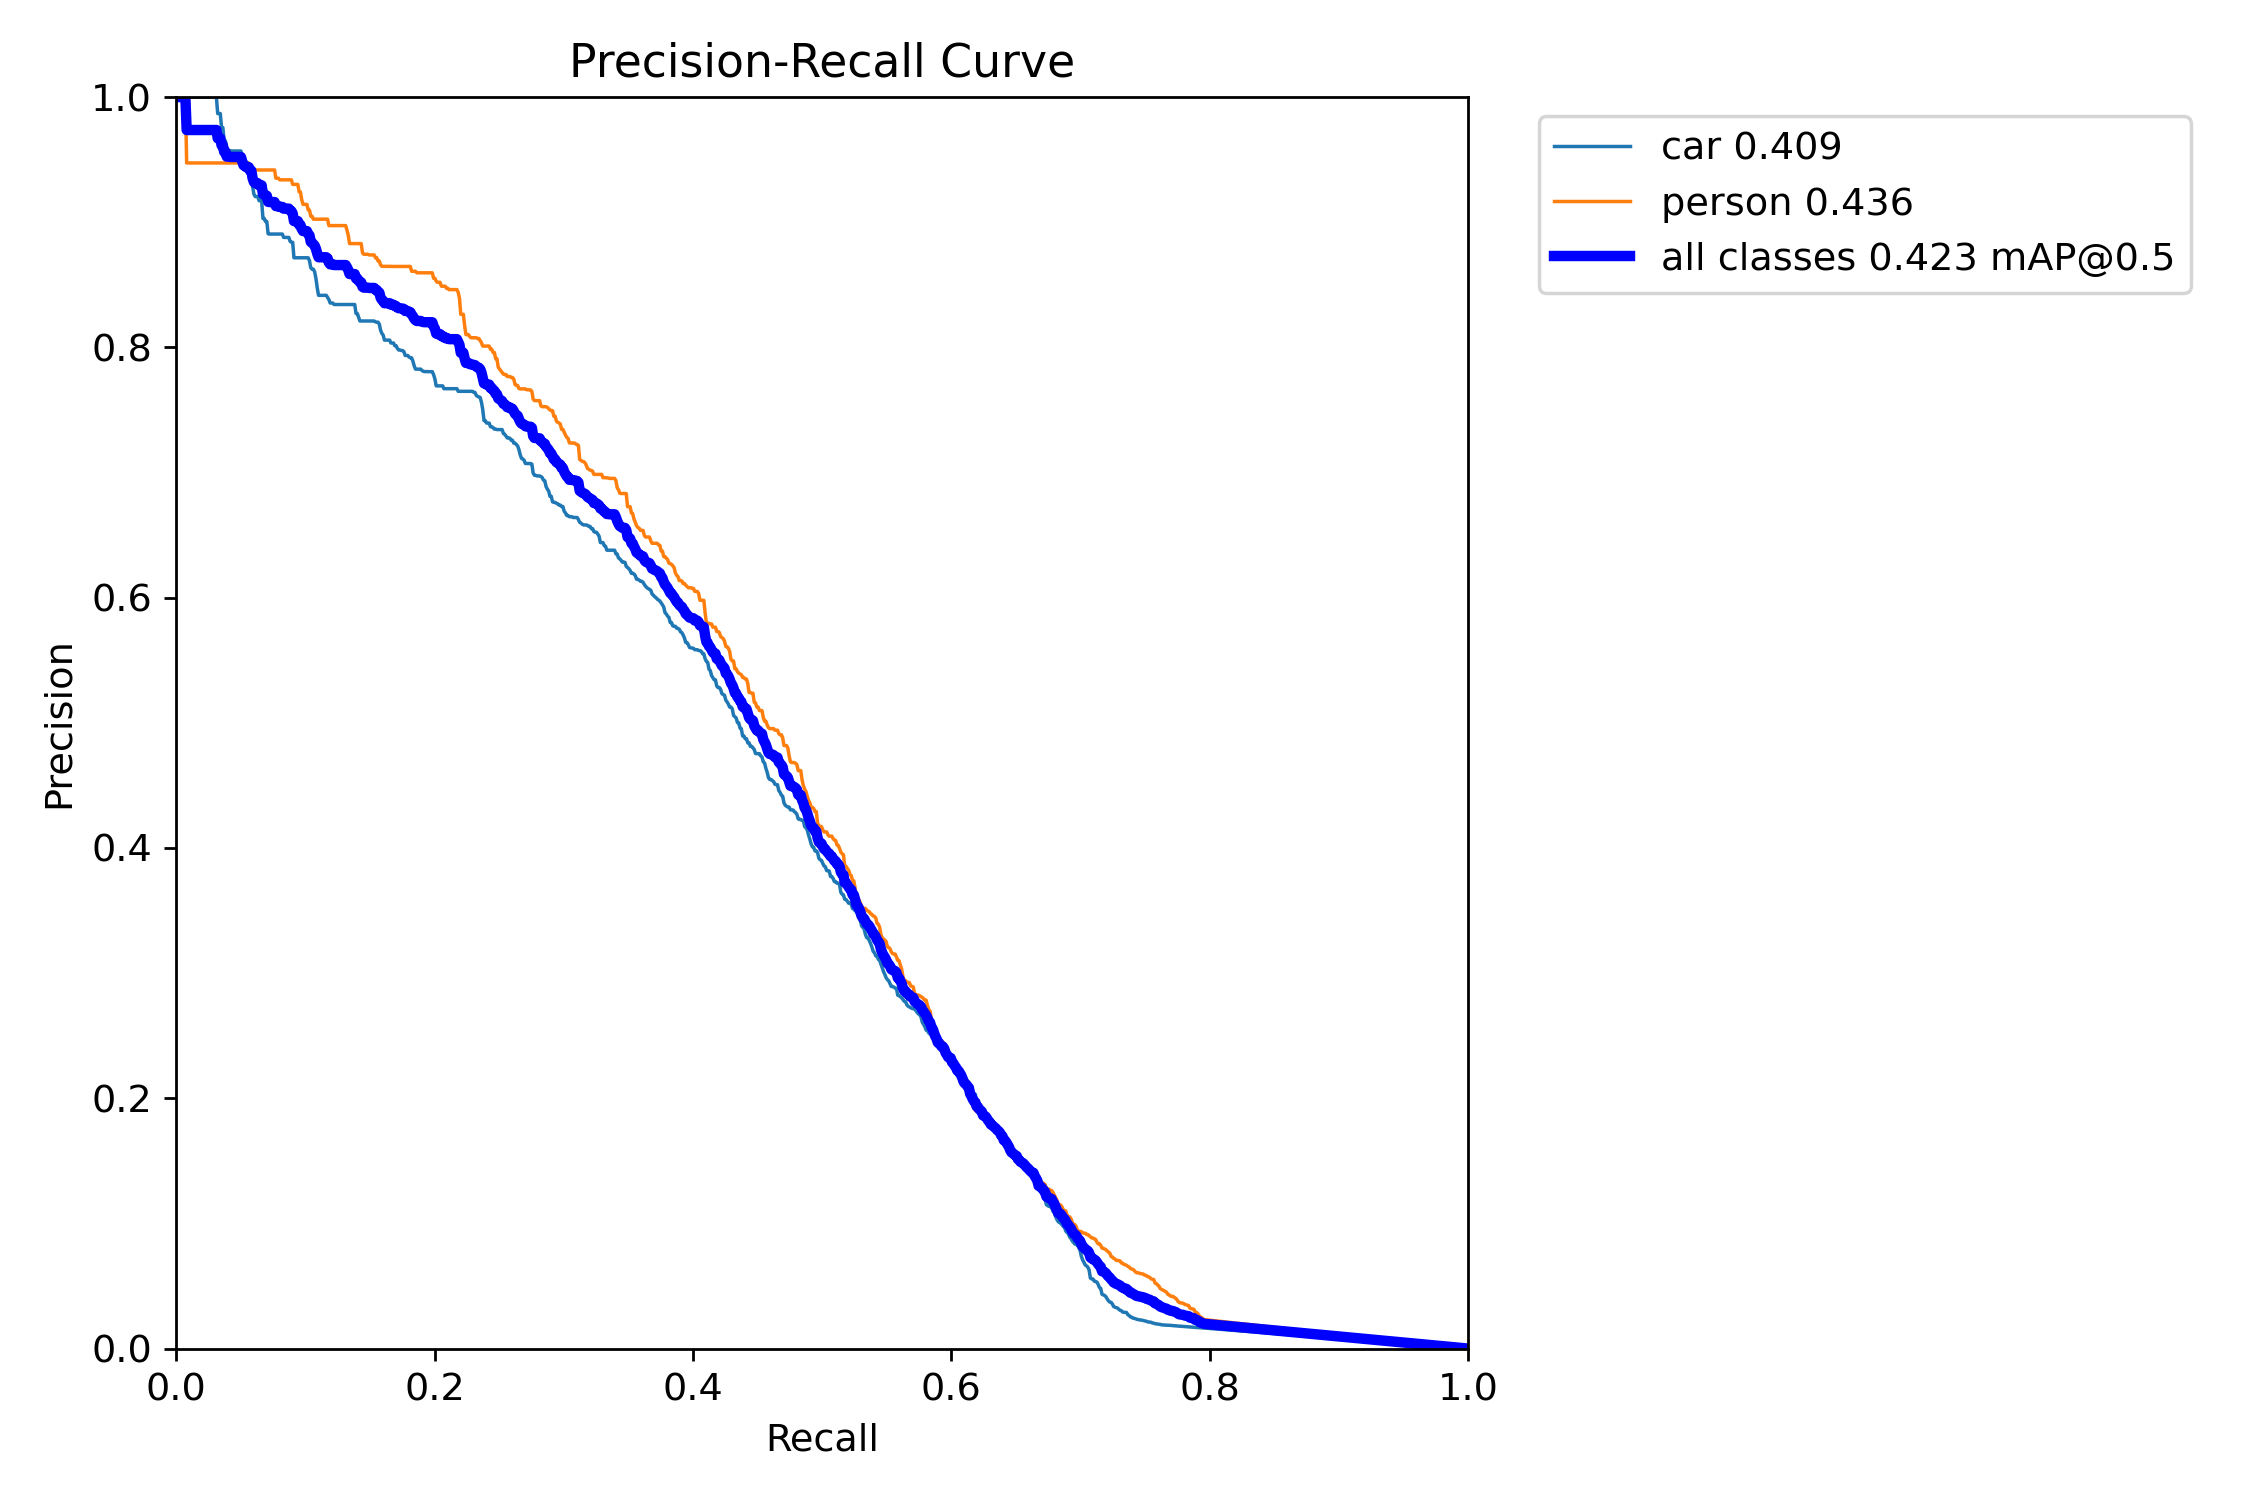 Precision-Recall Curve
1.0
0.8
0.6
0.4
0.2
0.0
Precision
0.0 0.2 0.4 0.6 0.8 1.0
Recall
car 0.409
person 0.436
all classes 0.423 mAP@0.5